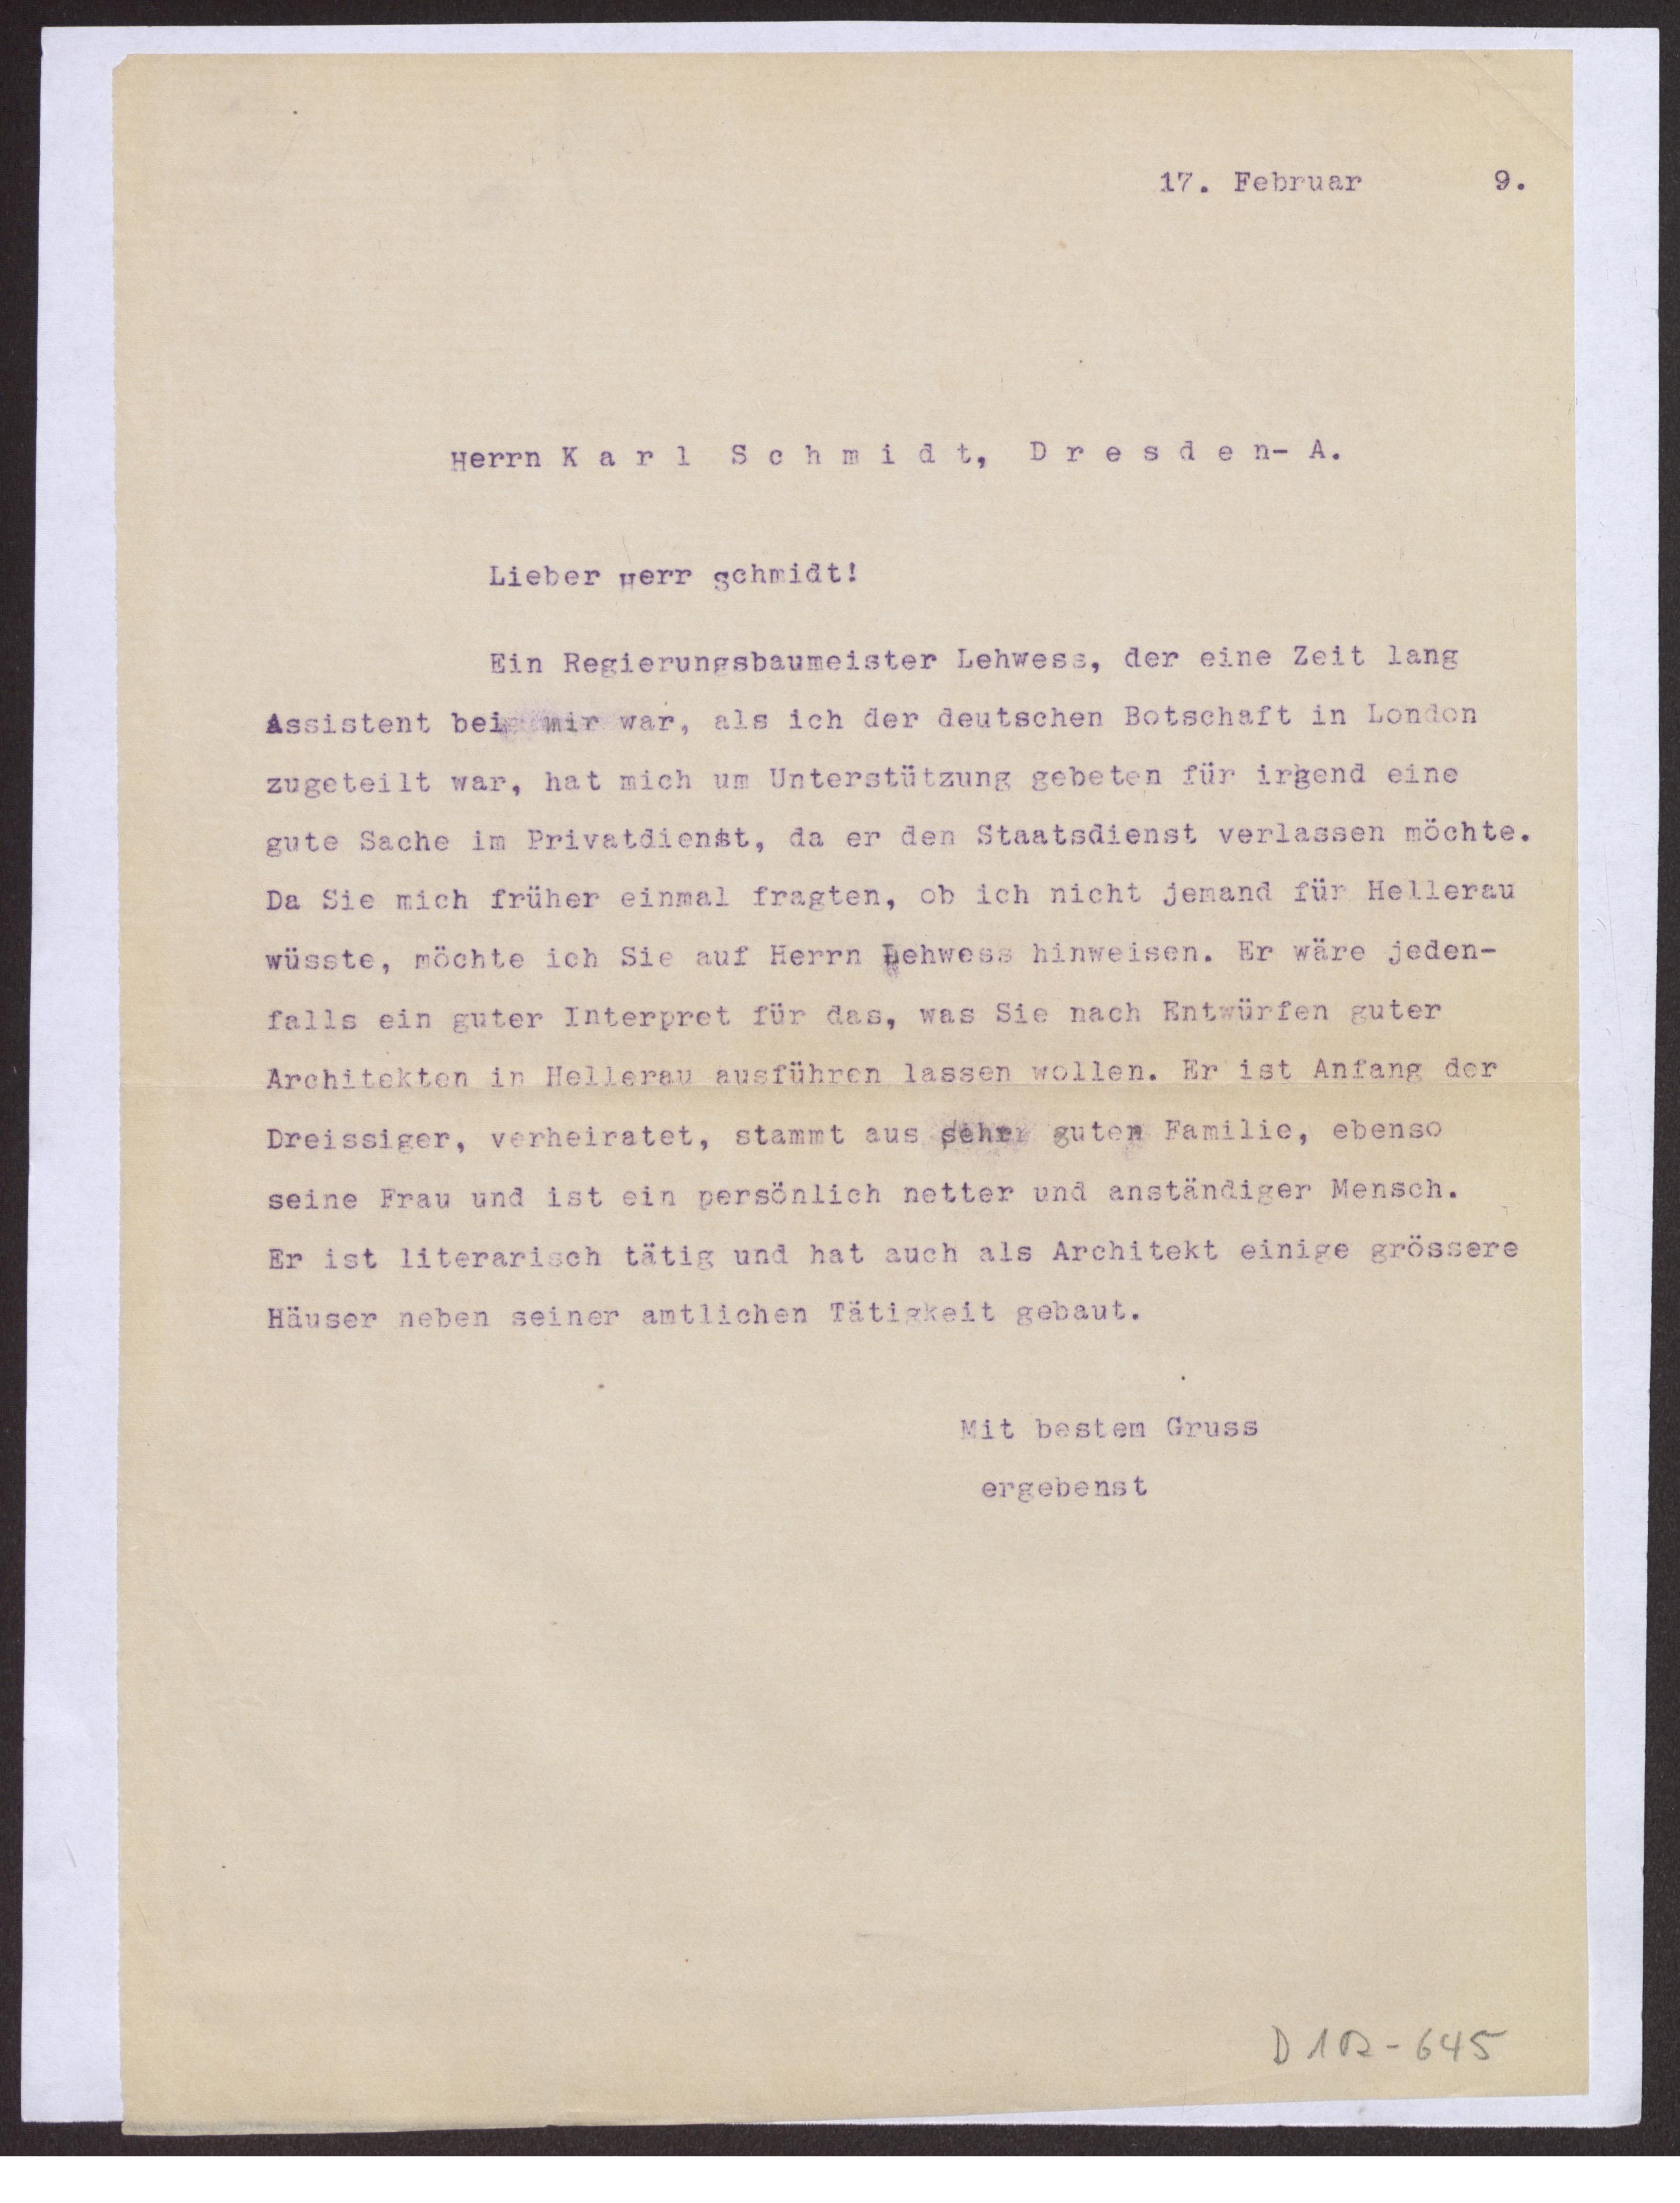 17. Februar 9.
Herrn K a r l S c h m i d t, D r e s d e n- A.
Lieber Herr Schmidt!
Ein Regierungsbaumeister Lehwess, der eine Zeit lang
Assistent bei mir war, als ich der deutschen Botschaft in London
zugeteilt war, hat mich um Unterstützung gebeten für irgend eine
gute Sache im Privatdienst, da er den Staatsdienst verlassen möchte.
Da Sie mich früher einmal fragten, ob ich nicht jemand für Hellerau
wüsste, möchte ich Sie auf Herrn Lehwess hinweisen. Er wäre jeden-
falls ein guter Interpret für das, was Sie nach Entwürfen guter
Architekten in Hellerau ausführen lassen wollen. Er ist Anfang der
Dreissiger, verheiratet, stammt aus sehr guten Familie, ebenso
seine Frau und ist ein persönlich netter und anständiger Mensch.
Er ist literarisch tätig und hat auch als Architekt einige grössere
Häuser neben seiner amtlichen Tätigkeit gebaut.
Mit bestem Gruss
ergebenst
D 102-645